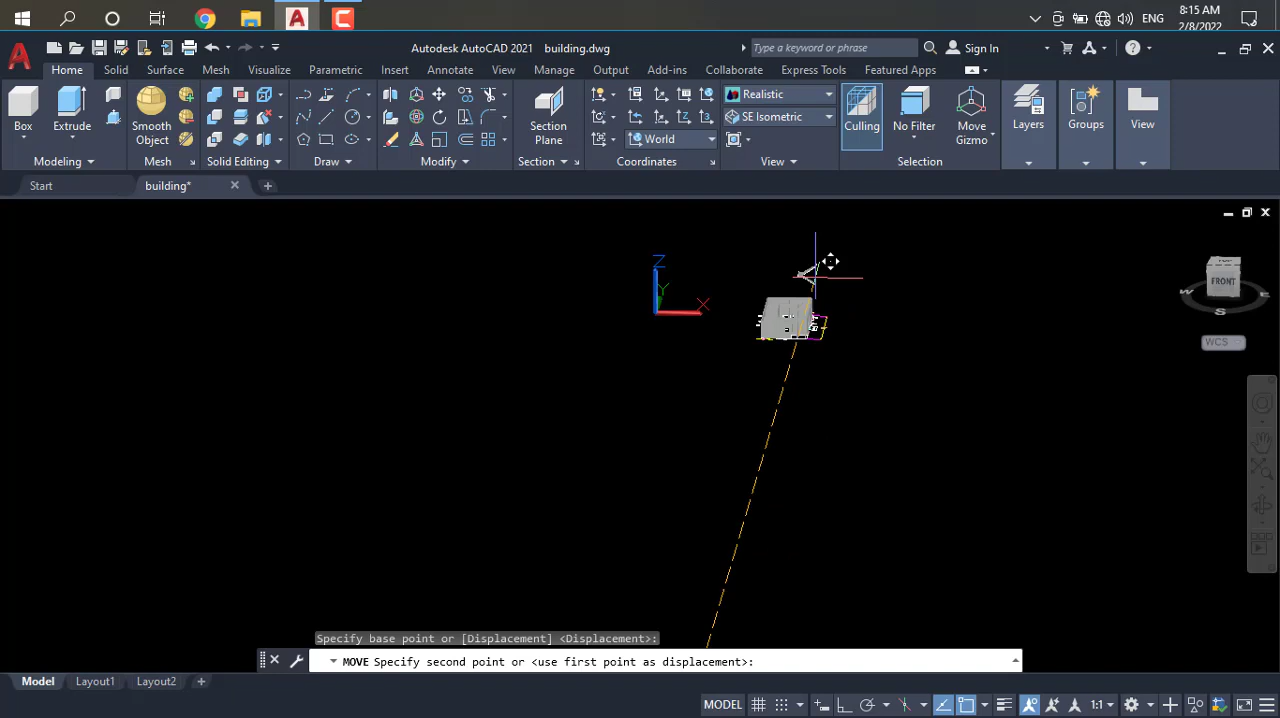 8:15 AM
ENG
2/8/2022
Autodesk AutoCAD 2021 building.dwg
Type a keyword or phrase
Sign In
Home Solid Surface Mesh Visualize Parametric Insert Annotate View Manage Output Add-ins Collaborate Express Tools Featured Apps
Realistic
SE Isometric
World
Box Extrude Smooth Object Section Plane Culling No Filter Move Gizmo Layers Groups View
Modeling Mesh Solid Editing Draw Modify Section Coordinates View Selection
Start building*
Z
Y
X
TOP
FRONT
W E
S
WCS
Specify base point or [Displacement] <Displacement>:
MOVE Specify second point or <use first point as displacement>:
Model Layout1 Layout2
MODEL 1:1